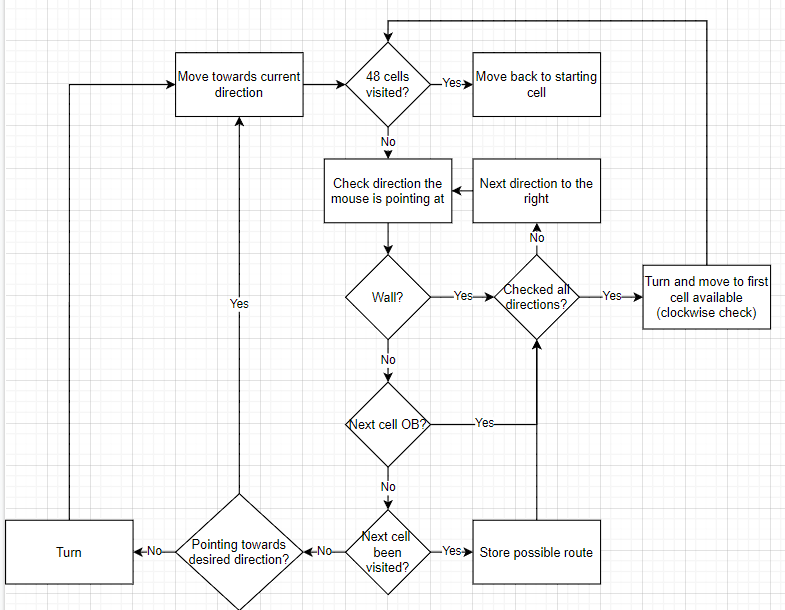 Move towards current
direction
48 cells
visited?
Yes
Move back to starting
cell
No
Check direction the
mouse is pointing at
Next direction to the
right
No
Wall?
Yes
Checked all
directions?
Yes
Turn and move to first
cell available
(clockwise check)
Yes
No
Next cell OB?
Yes
No
Turn
No
Pointing towards
desired direction?
No
Next cell
been
visited?
Yes
Store possible route